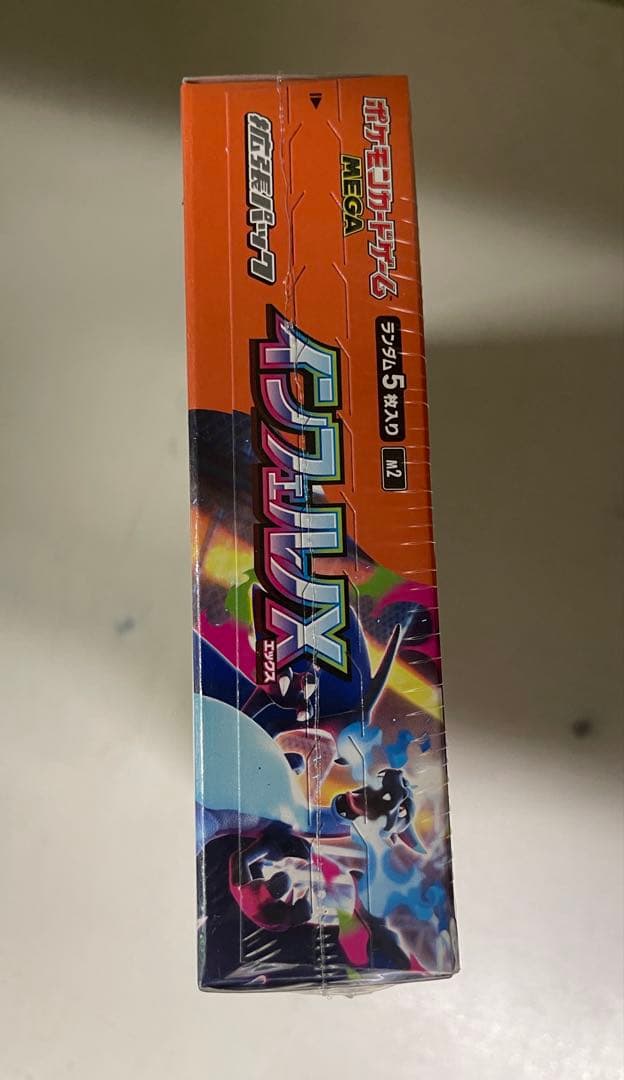 ポケモンカードゲーム
MEGA
ランダム5枚入り
M2
拡張パック
インフェルノX
エックス